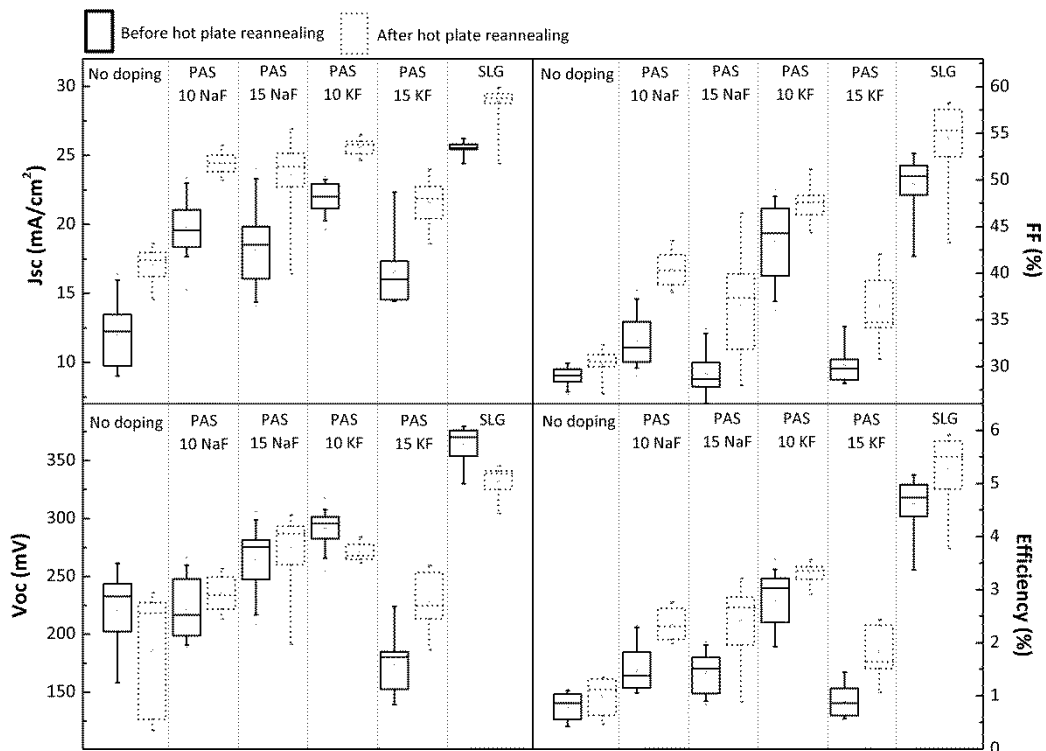 Before hot plate reannealing
After hot plate reannealing
No doping PAS PAS PAS PAS SLG
10 NaF 15 NaF 10 KF 15 KF
30
25
20
15
10
Jsc (mA/cm²)
No doping PAS PAS PAS PAS SLG
10 NaF 15 NaF 10 KF 15 KF
60
55
50
45
40
35
30
FF (%)
No doping PAS PAS PAS PAS SLG
10 NaF 15 NaF 10 KF 15 KF
350
300
250
200
150
Voc (mV)
No doping PAS PAS PAS PAS SLG
10 NaF 15 NaF 10 KF 15 KF
6
5
4
3
2
1
0
Efficiency (%)